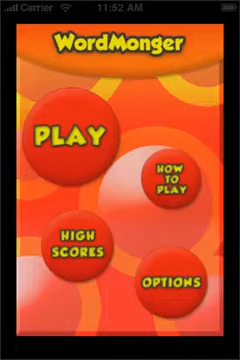 Carrier 11:52 AM
WordMonger
PLAY
HOW
TO
PLAY
HIGH
SCORES
OPTIONS